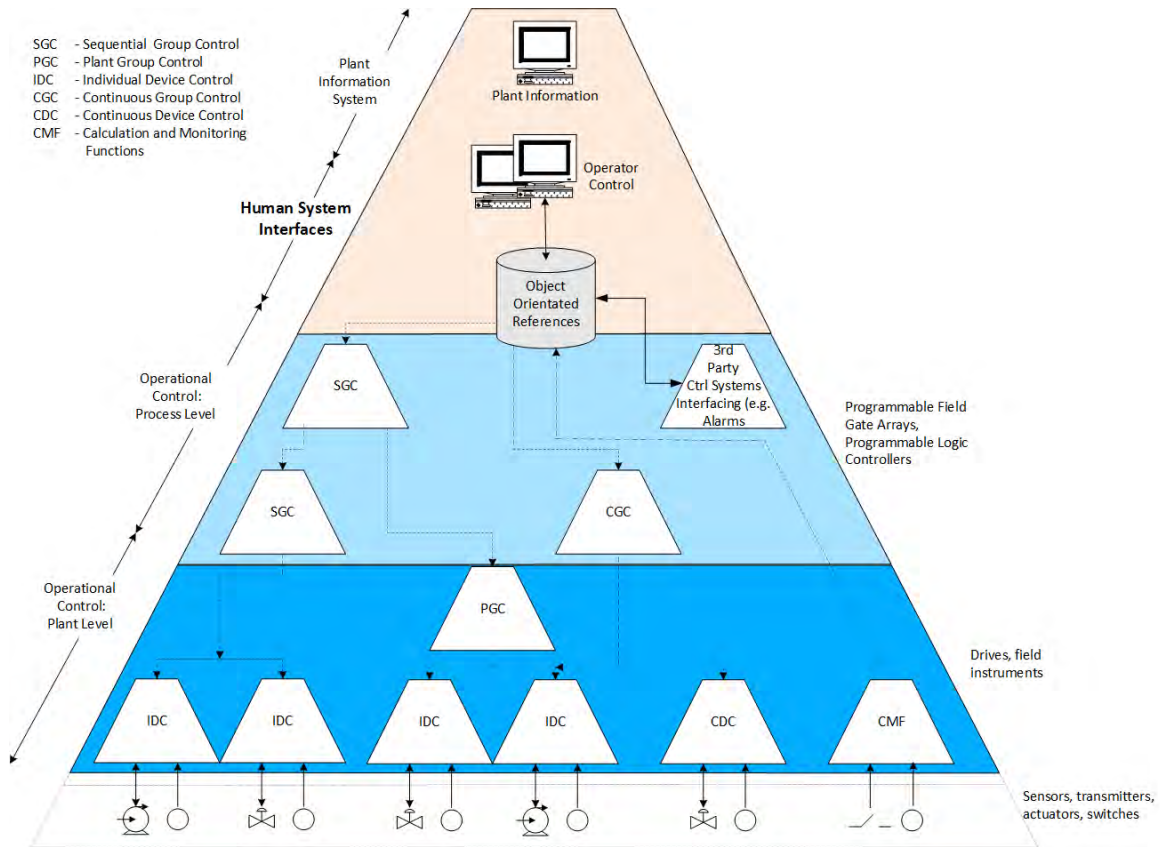 SGC - Sequential Group Control
PGC - Plant Group Control
IDC - Individual Device Control
CGC - Continuous Group Control
CDC - Continuous Device Control
CMF - Calculation and Monitoring
Functions
Plant
Information
System
Plant Information
Operator
Control
Human System
Interfaces
Object
Orientated
References
SGC
3rd
Party
Ctrl Systems
Interfacing (e.g.
Alarms
Operational
Control:
Process Level
Programmable Field
Gate Arrays,
Programmable Logic
Controllers
SGC
CGC
Operational
Control:
Plant Level
PGC
Drives, field
instruments
IDC
IDC
IDC
IDC
CDC
CMF
Sensors, transmitters,
actuators, switches